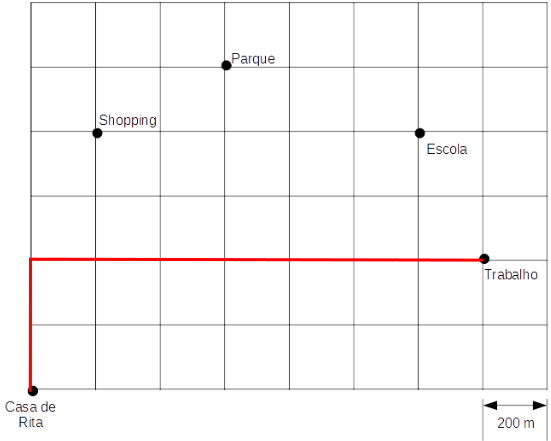 Parque
Shopping
Escola
Trabalho
Casa de
Rita
200 m